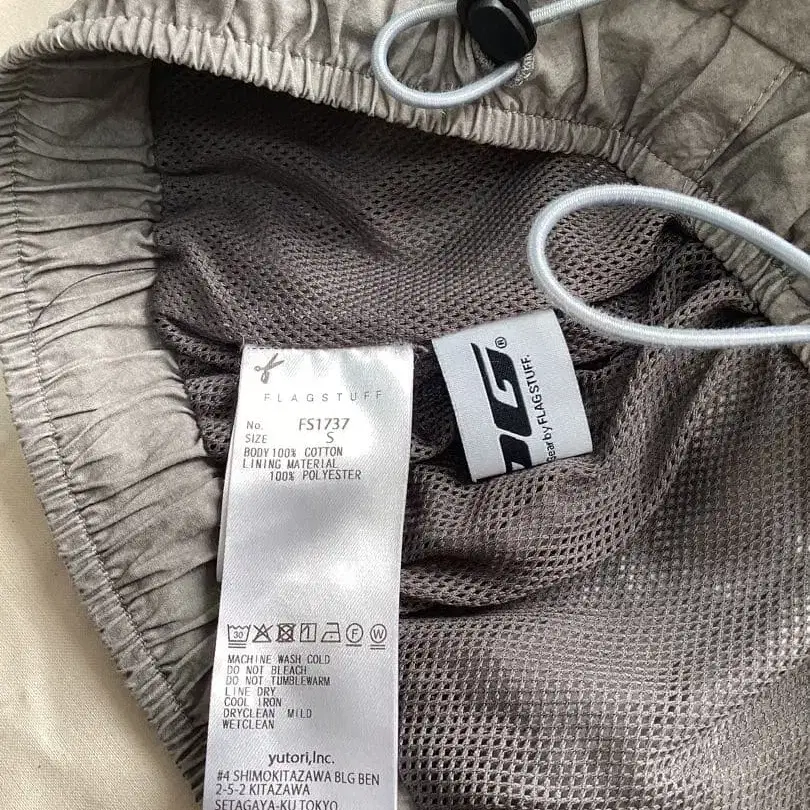 FLAGSTUFF
No. FS1737
SIZE S
BODY 100% COTTON
LINING MATERIAL
100% POLYESTER
30
F
W
MACHINE WASH COLD
DO NOT BLEACH
DO NOT TUMBLEWARM
LINE DRY
COOL IRON
DRYCLEAN MILD
WETCLEAN
yutori,Inc.
#4 SHIMOKITAZAWA BLG BEN
2-5-2 KITAZAWA
SETAGAYA-KU TOKYO
G®
Gear by FLAGSTUFF.